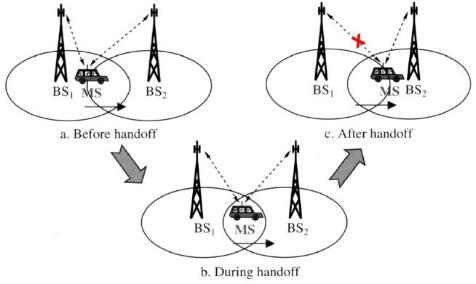 BS1 MS BS2
a. Before handoff
BS1 MS BS2
c. After handoff
BS1 MS BS2
b. During handoff